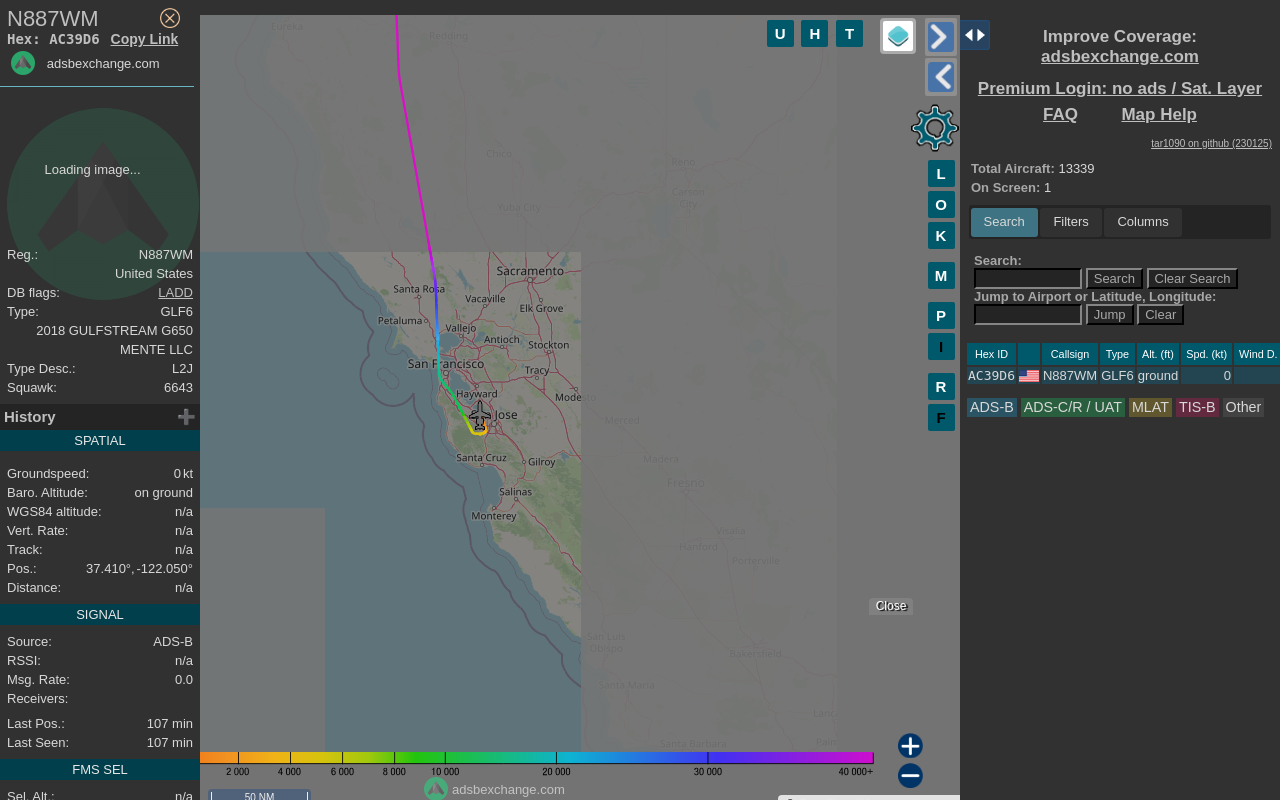 N887WM
Hex: AC39D6 Copy Link
adsbexchange.com
Loading image...
Reg.: N887WM
United States
DB flags: LADD
Type: GLF6
2018 GULFSTREAM G650
MENTE LLC
Type Desc.: L2J
Squawk: 6643
History
SPATIAL
Groundspeed: 0 kt
Baro. Altitude: on ground
WGS84 altitude: n/a
Vert. Rate: n/a
Track: n/a
Pos.: 37.410°, -122.050°
Distance: n/a
SIGNAL
Source: ADS-B
RSSI: n/a
Msg. Rate: 0.0
Receivers:
Last Pos.: 107 min
Last Seen: 107 min
FMS SEL
Sel. Alt.: n/a
Eureka
Redding
Chico
Yuba City
Reno
Carson
City
Sacramento
Santa Rosa
Vacaville
Elk Grove
Petaluma
Vallejo
Antioch
Stockton
San Francisco
Tracy
Hayward
Jose
Merced
Madera
Santa Cruz
Gilroy
Fresno
Salinas
Monterey
Visalia
Hanford
Porterville
San Luis
Obispo
Bakersfield
Santa Maria
Santa Barbara
U H T
L
O
K
M
P
I
R
F
Close
2 000 4 000 6 000 8 000 10 000 20 000 30 000 40 000+
adsbexchange.com
50 NM
Improve Coverage:
adsbexchange.com
Premium Login: no ads / Sat. Layer
FAQ Map Help
tar1090 on github (230125)
Total Aircraft: 13339
On Screen: 1
Search Filters Columns
Search:
Search Clear Search
Jump to Airport or Latitude, Longitude:
Jump Clear
Hex ID Callsign Type Alt. (ft) Spd. (kt) Wind D.
AC39D6 N887WM GLF6 ground 0
ADS-B ADS-C/R / UAT MLAT TIS-B Other